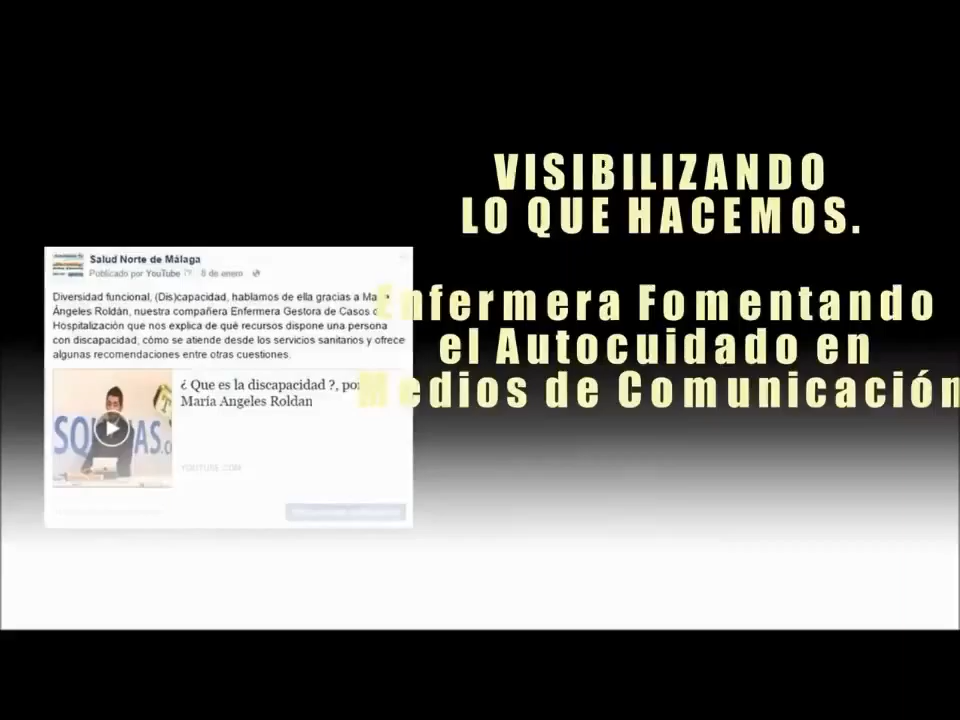 VISIBILIZANDO
LO QUE HACEMOS.
Enfermera Fomentando
el Autocuidado en
Medios de Comunicación
Salud Norte de Málaga
Publicado por YouTube 8 de enero
Diversidad funcional, (Dis)capacidad, hablamos de ella gracias a
Ángeles Roldán, nuestra compañera Enfermera Gestora de Casos
Hospitalización que nos explica de qué recursos dispone una persona
con discapacidad, cómo se atiende desde los servicios sanitarios y ofrece
algunas recomendaciones entre otras cuestiones.
¿ Que es la discapacidad ?, por
María Angeles Roldan
YOUTUBE.COM